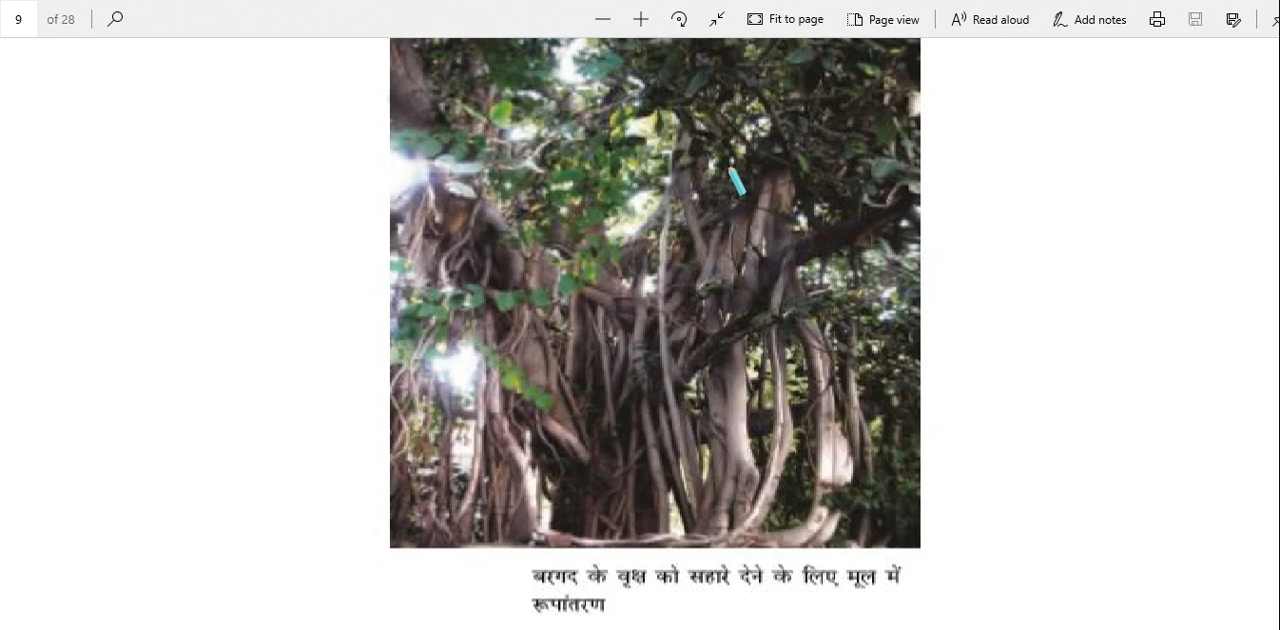 9 of 28 Fit to page Page view Read aloud Add notes
बरगद के वृक्ष को सहारे देने के लिए मूल में
रूपांतरण